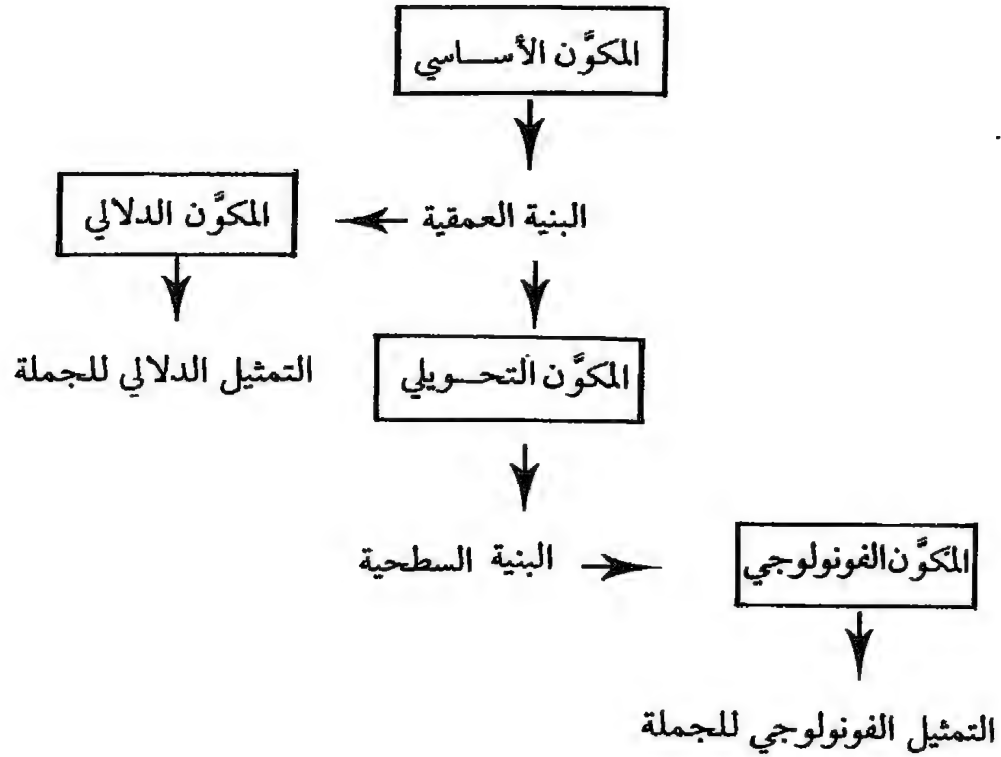 المكوَّن الأساسي
البنية العمقية
المكوَّن الدلالي
التمثيل الدلالي للجملة
المكوَّن التحويلي
البنية السطحية
المكوَّن الفونولوجي
التمثيل الفونولوجي للجملة